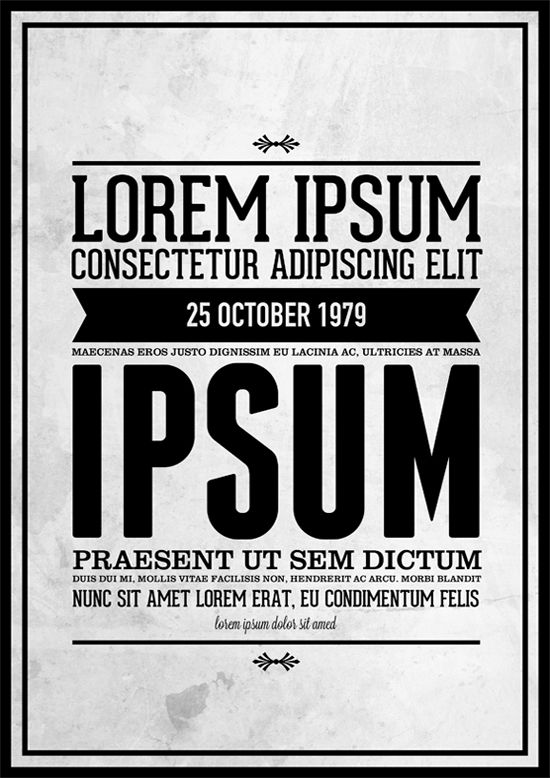 LOREM IPSUM
CONSECTETUR ADIPISCING ELIT
25 OCTOBER 1979
MAECENAS EROS JUSTO DIGNISSIM EU LACINIA AC, ULTRICIES AT MASSA
IPSUM
PRAESENT UT SEM DICTUM
DUIS DUI MI, MOLLIS VITAE FACILISIS NON, HENDRERIT AC ARCU. MORBI BLANDIT
NUNC SIT AMET LOREM ERAT, EU CONDIMENTUM FELIS
lorem ipsum dolor sit amed